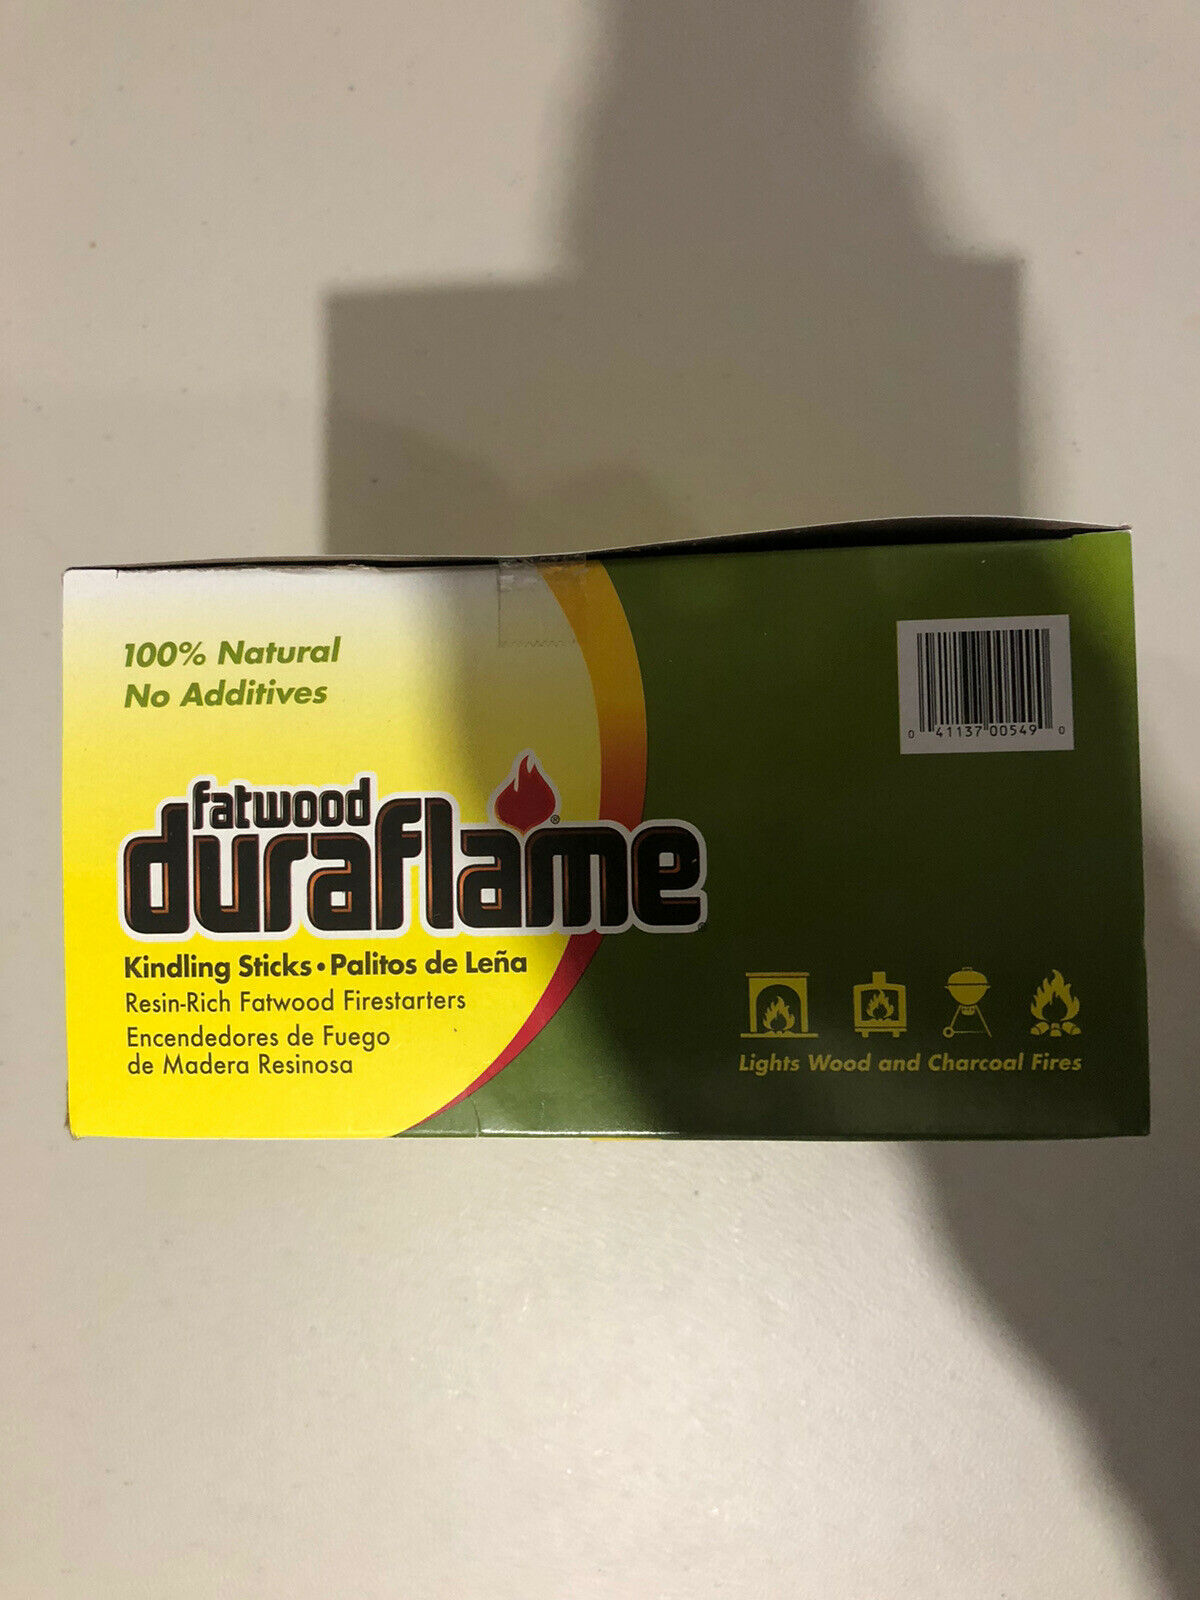 100% Natural
No Additives
fatwood
duraflame®
Kindling Sticks • Palitos de Leña
Resin-Rich Fatwood Firestarters
Encendedores de Fuego
de Madera Resinosa
0 41137 00549 0
Lights Wood and Charcoal Fires